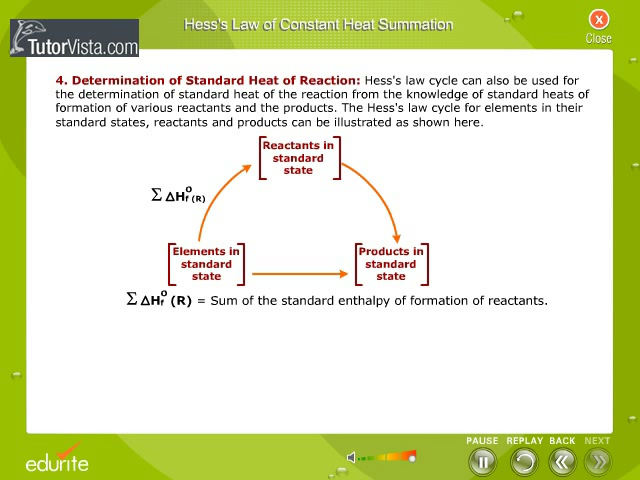 Hess's Law of Constant Heat Summation
X
Close
TutorVista.com
4. Determination of Standard Heat of Reaction: Hess's law cycle can also be used for
the determination of standard heat of the reaction from the knowledge of standard heats of
formation of various reactants and the products. The Hess's law cycle for elements in their
standard states, reactants and products can be illustrated as shown here.
Reactants in
standard
state
Σ ΔH°f (R)
Elements in
standard
state
Products in
standard
state
Σ ΔH°f (R) = Sum of the standard enthalpy of formation of reactants.
PAUSE REPLAY BACK NEXT
edurite